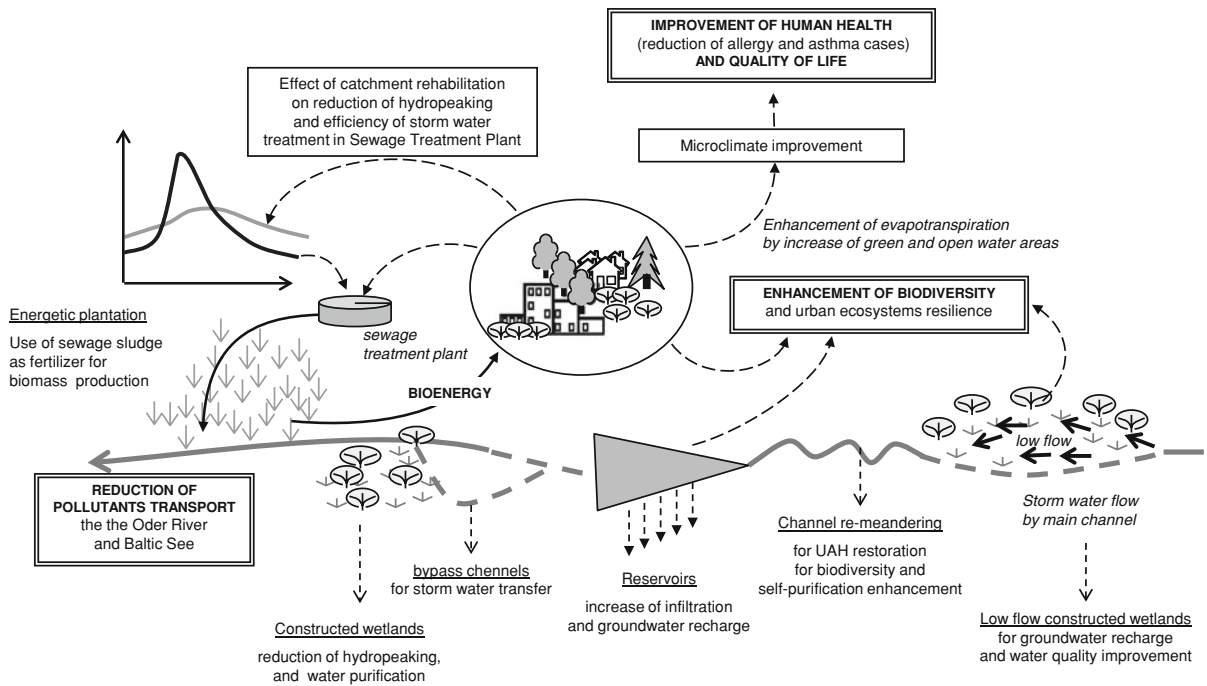 IMPROVEMENT OF HUMAN HEALTH
(reduction of allergy and asthma cases)
AND QUALITY OF LIFE
Effect of catchment rehabilitation
on reduction of hydropeaking
and efficiency of storm water
treatment in Sewage Treatment Plant
Microclimate improvement
Enhancement of evapotranspiration
by increase of green and open water areas
ENHANCEMENT OF BIODIVERSITY
and urban ecosystems resilience
Energetic plantation
Use of sewage sludge
as fertilizer for
biomass production
sewage
treatment plant
BIOENERGY
low flow
REDUCTION OF
POLLUTANTS TRANSPORT
the the Oder River
and Baltic See
Storm water flow
by main channel
Channel re-meandering
for UAH restoration
for biodiversity and
self-purification enhancement
bypass chennels
for storm water transfer
Reservoirs
increase of infiltration
and groundwater recharge
Constructed wetlands
reduction of hydropeaking,
and water purification
Low flow constructed wetlands
for groundwater recharge
and water quality improvement